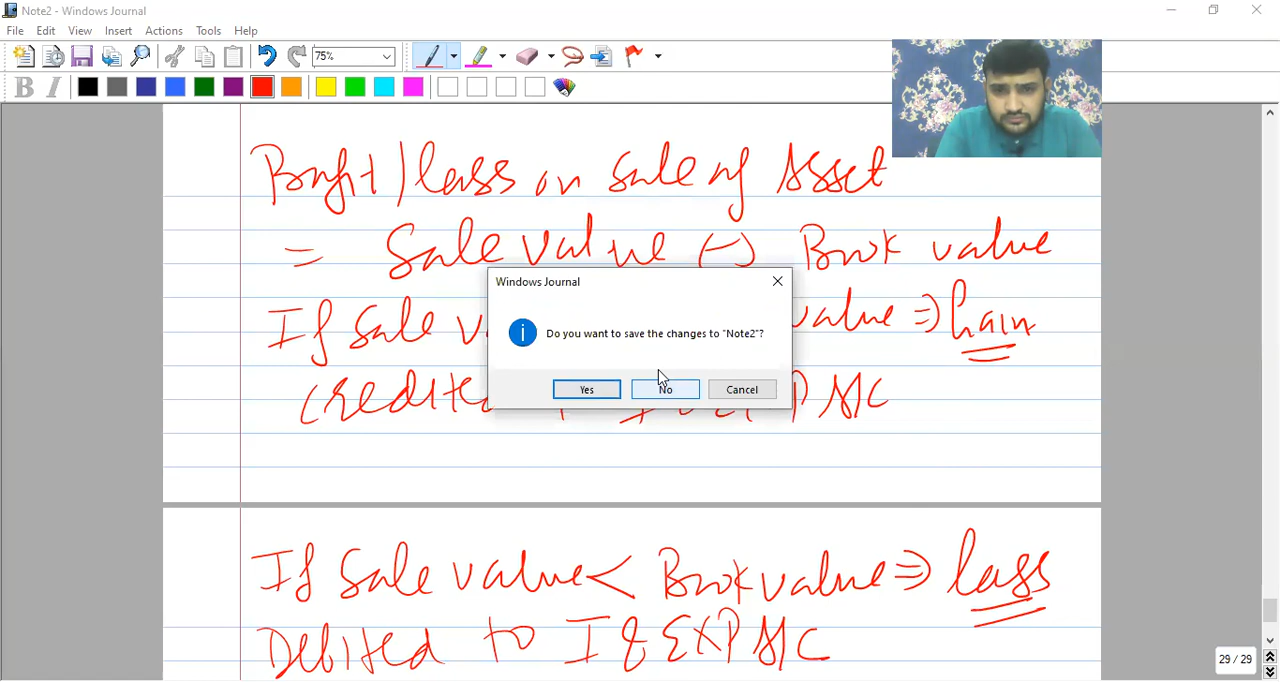 Note2 - Windows Journal
File Edit View Insert Actions Tools Help
75%
B I
Profit/loss on sale of Asset
= Sale value (-) Book value
If Sale value => Gain
credited A/C
Windows Journal
Do you want to save the changes to "Note2"?
Yes No Cancel
If Sale value < Book value => loss
Debited to I & EXP A/C
29 / 29